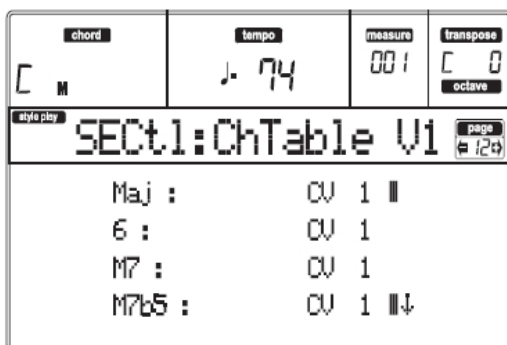 chord tempo measure transpose
C M ♩. 94 001 C 0
octave
style play SECtl:ChTable V1 page
12
Maj : CV 1
6 : CV 1
M7 : CV 1
M7b5 : CV 1